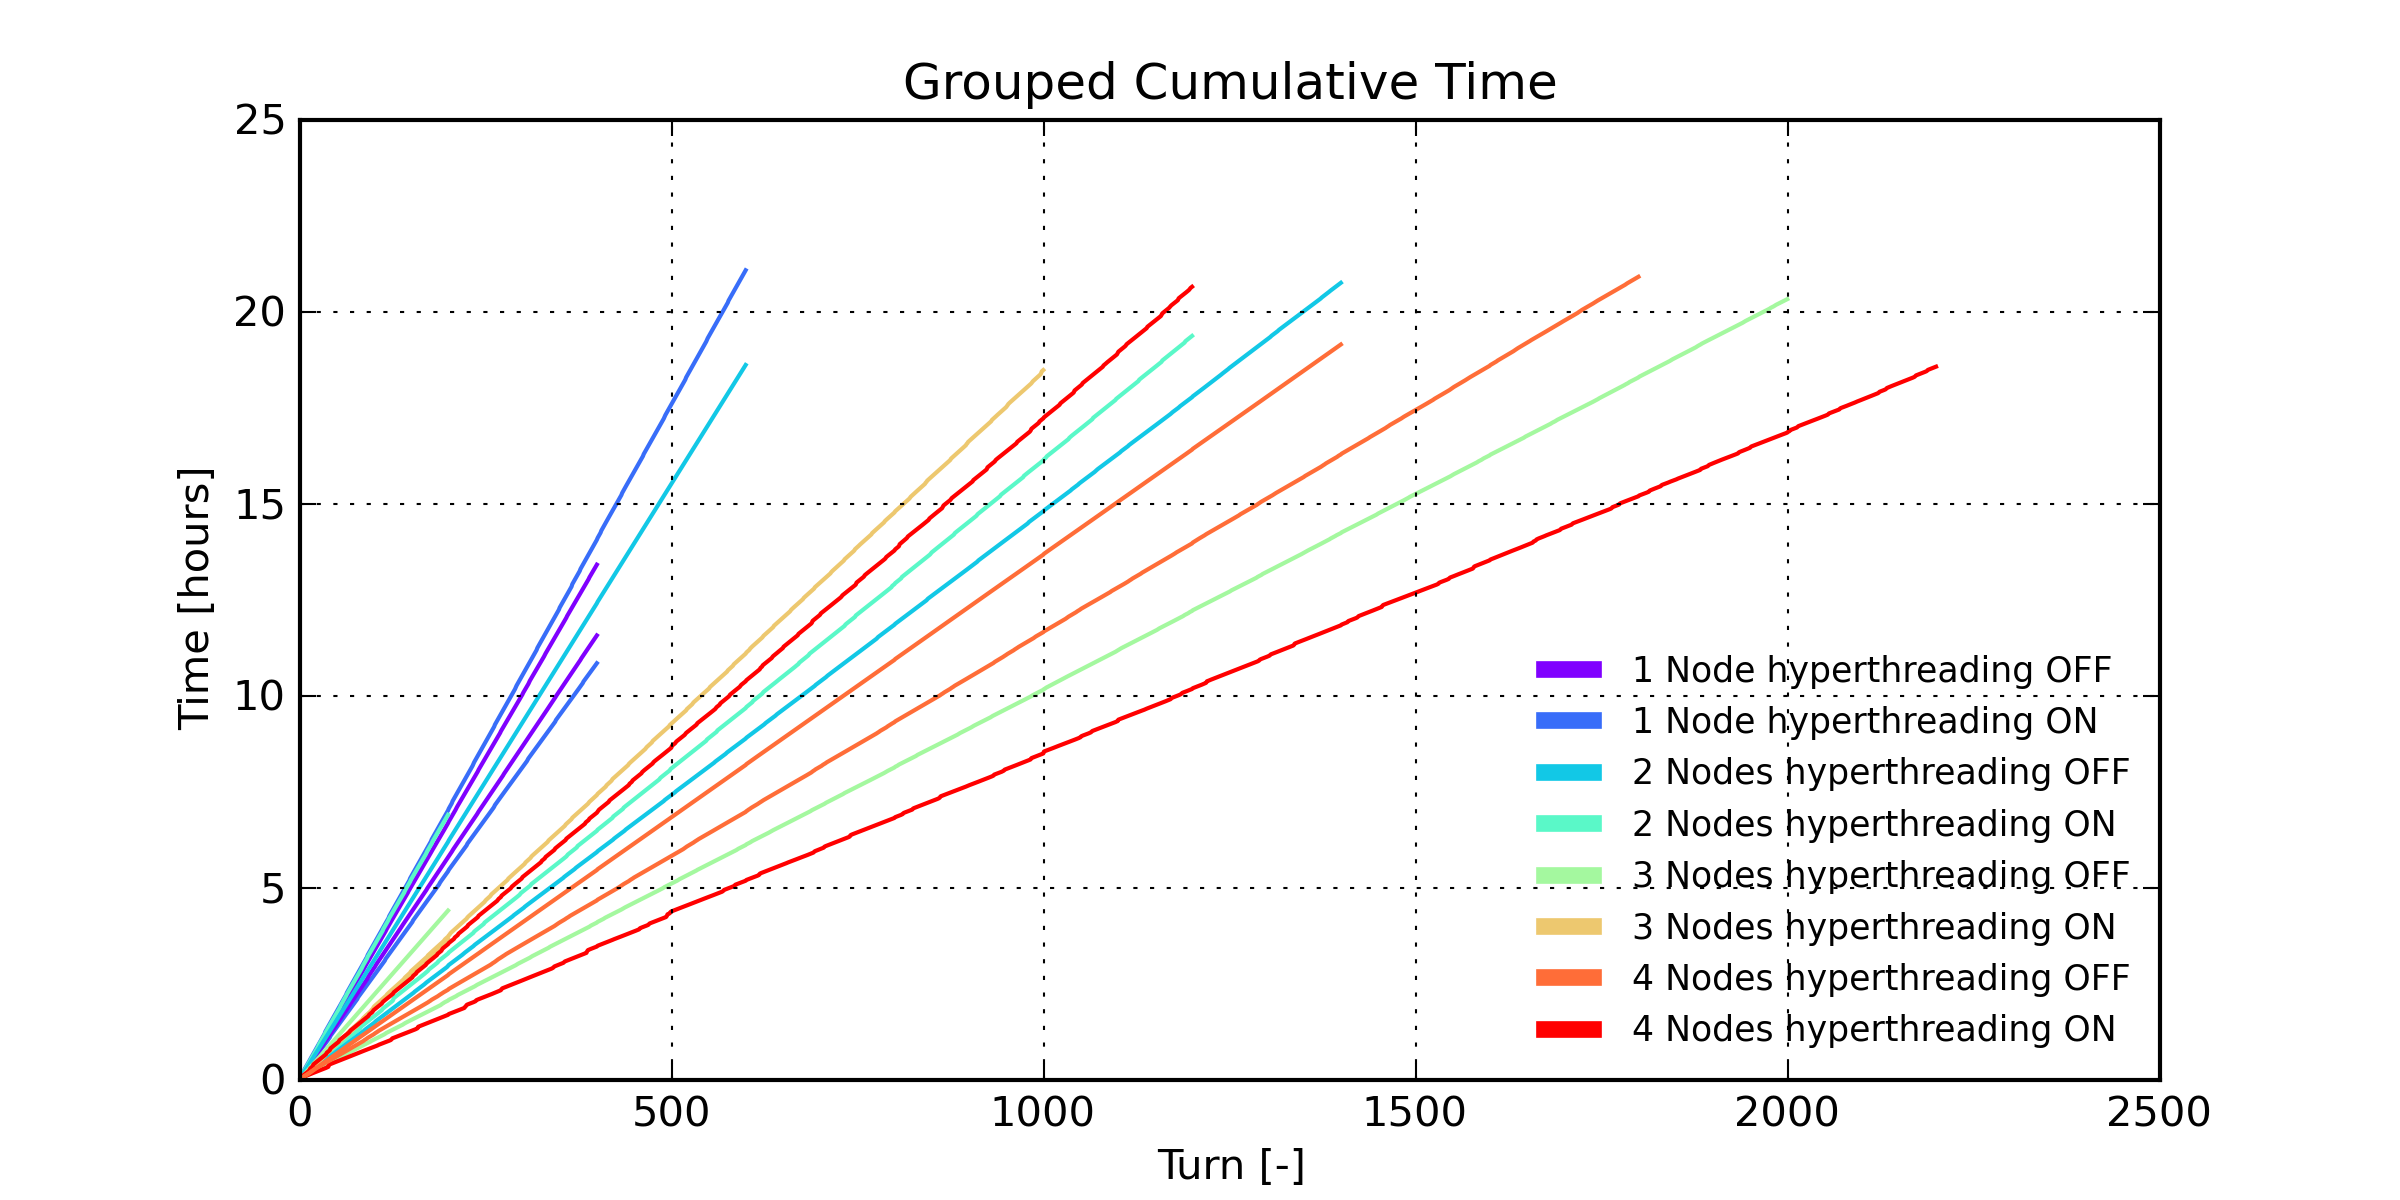 Grouped Cumulative Time
25
20
15
10
5
0
Time [hours]
1 Node hyperthreading OFF
1 Node hyperthreading ON
2 Nodes hyperthreading OFF
2 Nodes hyperthreading ON
3 Nodes hyperthreading OFF
3 Nodes hyperthreading ON
4 Nodes hyperthreading OFF
4 Nodes hyperthreading ON
0 500 1000 1500 2000 2500
Turn [-]